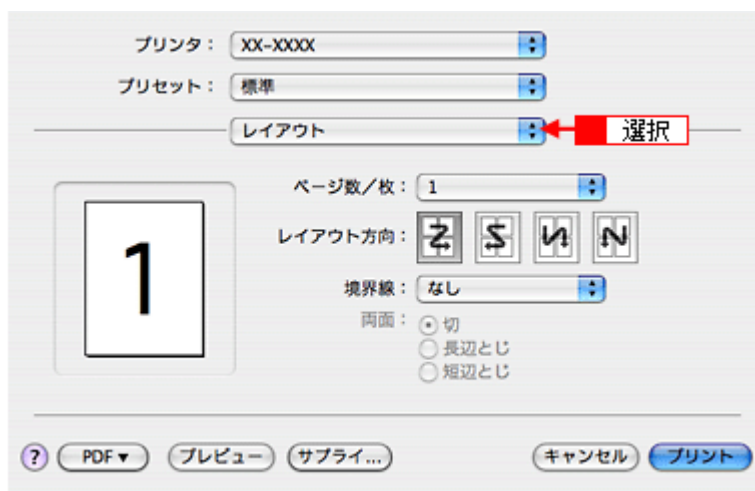 プリンタ： XX-XXXX
プリセット： 標準
レイアウト 選択
ページ数／枚： 1
レイアウト方向：
1
境界線： なし
両面： 切
長辺とじ
短辺とじ
? PDF▼ プレビュー サプライ... キャンセル プリント